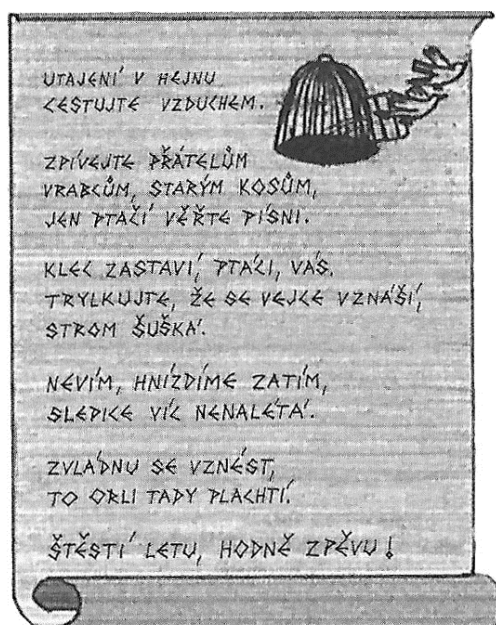 UTAJENÍ V HEJNU
CESTUJTE VZDUCHEM.
ZPÍVEJTE PŘÁTELŮM
VRABCŮM, STARÝM KOSŮM,
JEN PTAČÍ VĚŘTE PÍSNI.
KLEC ZASTAVÍ, PTÁCI, VÁS.
TRYLKUJTE, ŽE SE VEJCE VZNÁŠÍ,
STROM ŠUŠKÁ.
NEVÍM, HNÍZDÍME ZATÍM,
SLEPICE VÍC NENALÉTÁ.
ZVLÁDNU SE VZNÉST,
TO ORLI TADY PLACHTÍ.
ŠTĚSTÍ LETU, HODNĚ ZPĚVU!